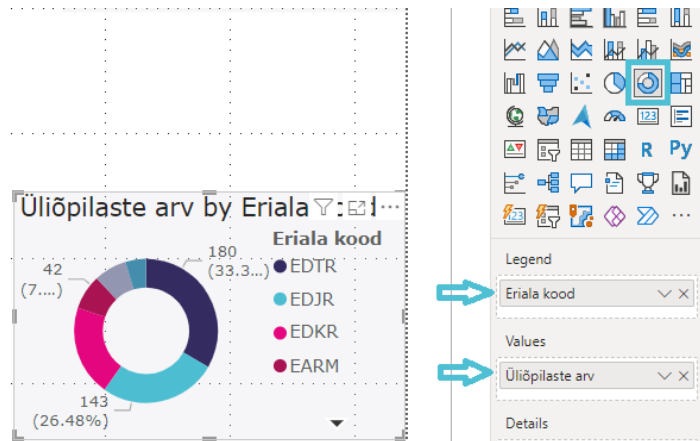 Üliõpilaste arv by Eriala
180
(33.3...)
42
(7....)
143
(26.48%)
Eriala kood
EDTR
EDJR
EDKR
EARM
123
R Py
123
...
Legend
Eriala kood
Values
Üliõpilaste arv
Details